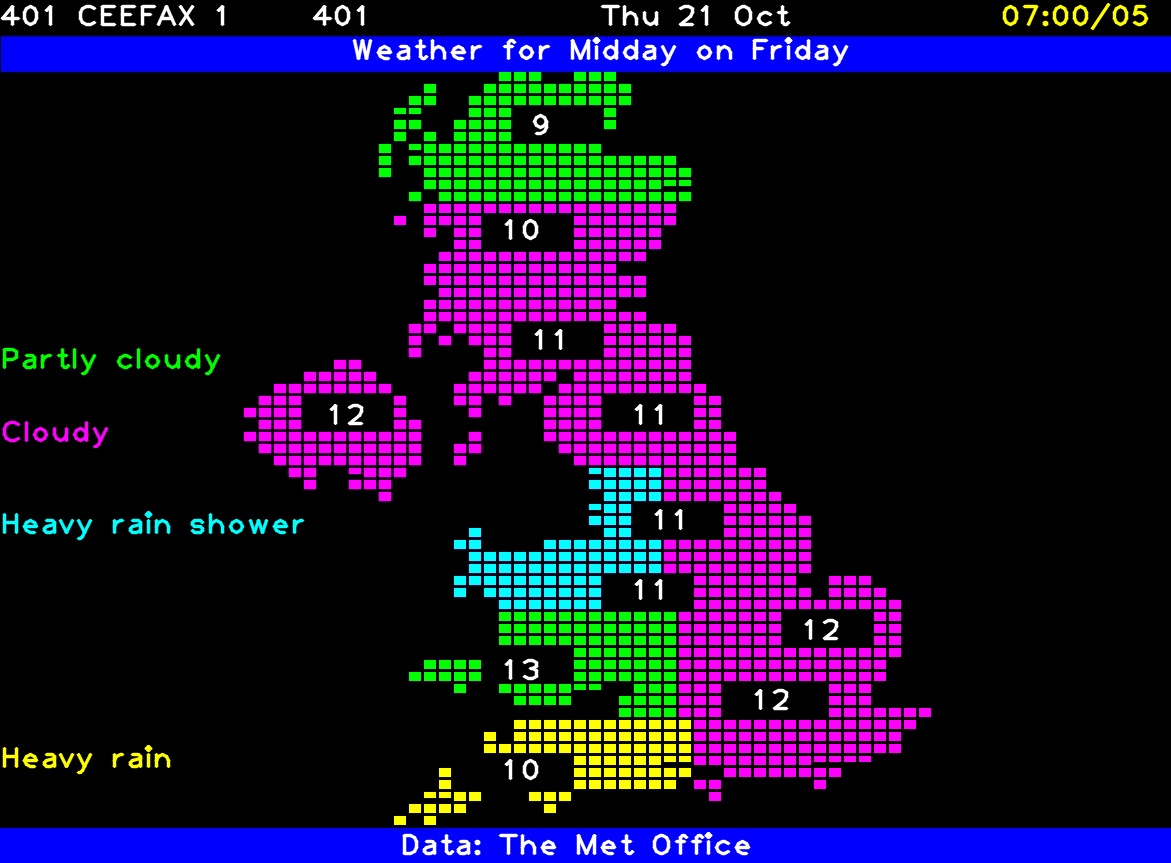 401 CEEFAX 1 401 Thu 21 Oct 07:00/05
Weather for Midday on Friday
9
10
11
Partly cloudy
12 11
Cloudy
11
Heavy rain shower
11
12
13
12
Heavy rain
10
Data: The Met Office